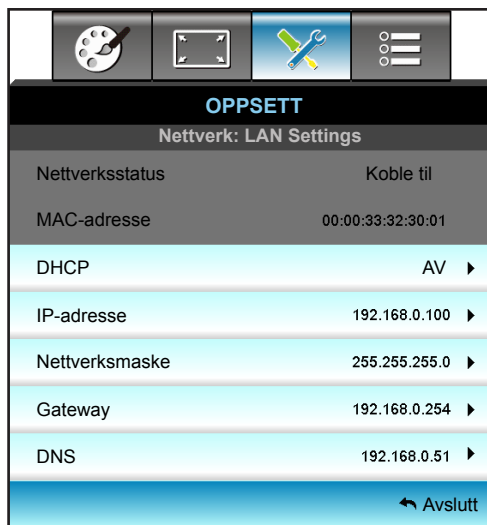 OPPSETT
Nettverk: LAN Settings
Nettverksstatus Koble til
MAC-adresse 00:00:33:32:30:01
DHCP AV
IP-adresse 192.168.0.100
Nettverksmaske 255.255.255.0
Gateway 192.168.0.254
DNS 192.168.0.51
Avslutt